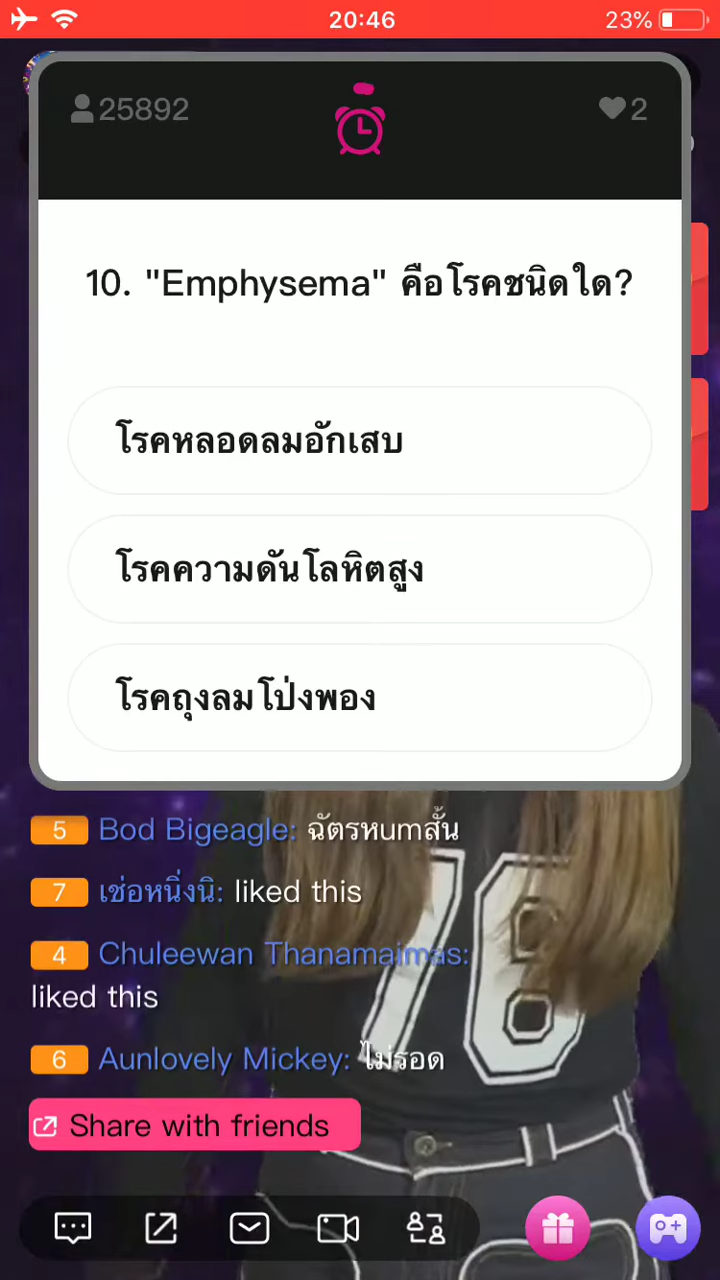 20:46
23%
25892
2
10. "Emphysema" คือโรคชนิดใด?
โรคหลอดลมอักเสบ
โรคความดันโลหิตสูง
โรคถุงลมโป่งพอง
5 Bod Bigeagle: ฉัตรหumสั้น
7 เช่อหนิ่งนิ: liked this
4 Chuleewan Thanamaimas:
liked this
6 Aunlovely Mickey: ไม่รอด
Share with friends
76